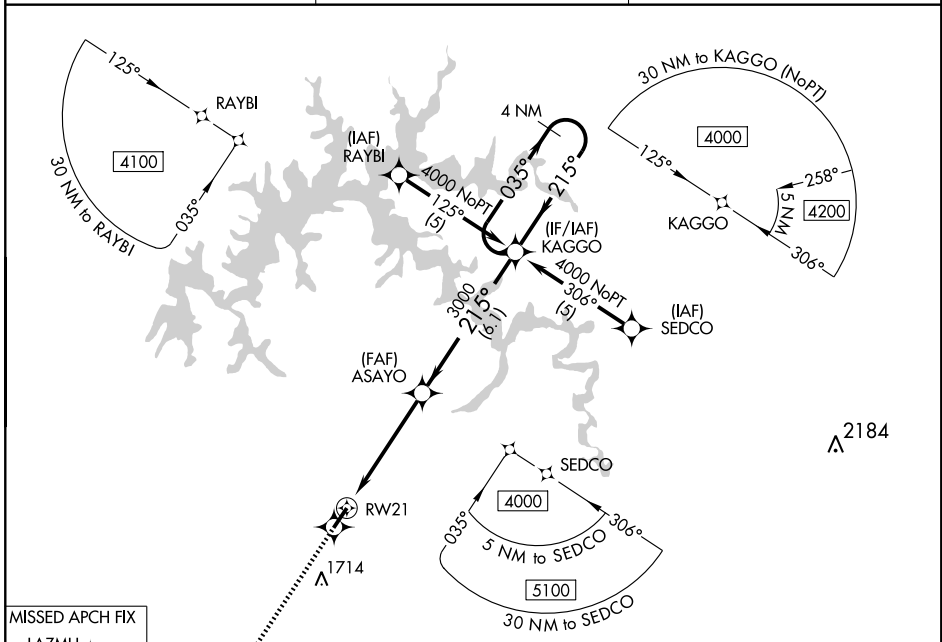 125°
RAYBI
4100
30 NM to RAYBI
035°
(IAF)
RAYBI
4000 NoPT
125°
(5)
4 NM
035°
215°
(IF/IAF)
KAGGO
30 NM to KAGGO (NoPT)
4000
125°
258°
5 NM
4200
KAGGO
306°
4000 NoPT
306°
(5)
(IAF)
SEDCO
3000
215°
(6.1)
(FAF)
ASAYO
2184
SEDCO
4000
035°
306°
5 NM to SEDCO
5100
30 NM to SEDCO
RW21
1714
MISSED APCH FIX